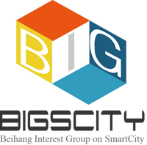 BIG
BIGSCITY
Beihang Interest Group on SmartCity